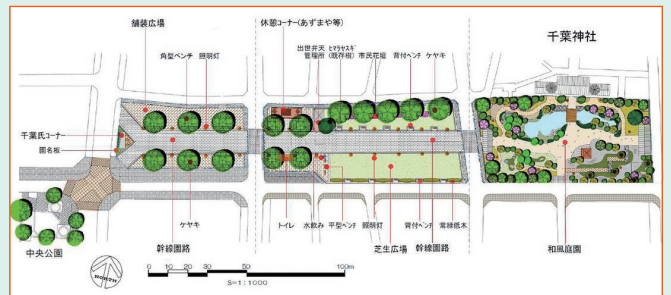 舗装広場
休憩コーナー(あずまや等)
千葉神社
角型ベンチ 照明灯
出世弁天 ヒマラヤスギ
管理所 (既存樹) 市民花壇 背付ベンチ ケヤキ
千葉氏コーナー
園名板
ケヤキ
トイレ 水飲み 平型ベンチ 照明灯 背付ベンチ 常緑低木
中央公園
幹線園路
芝生広場 幹線園路
和風庭園
NORTH
0 10 20 30 50 100m
S=1:1000